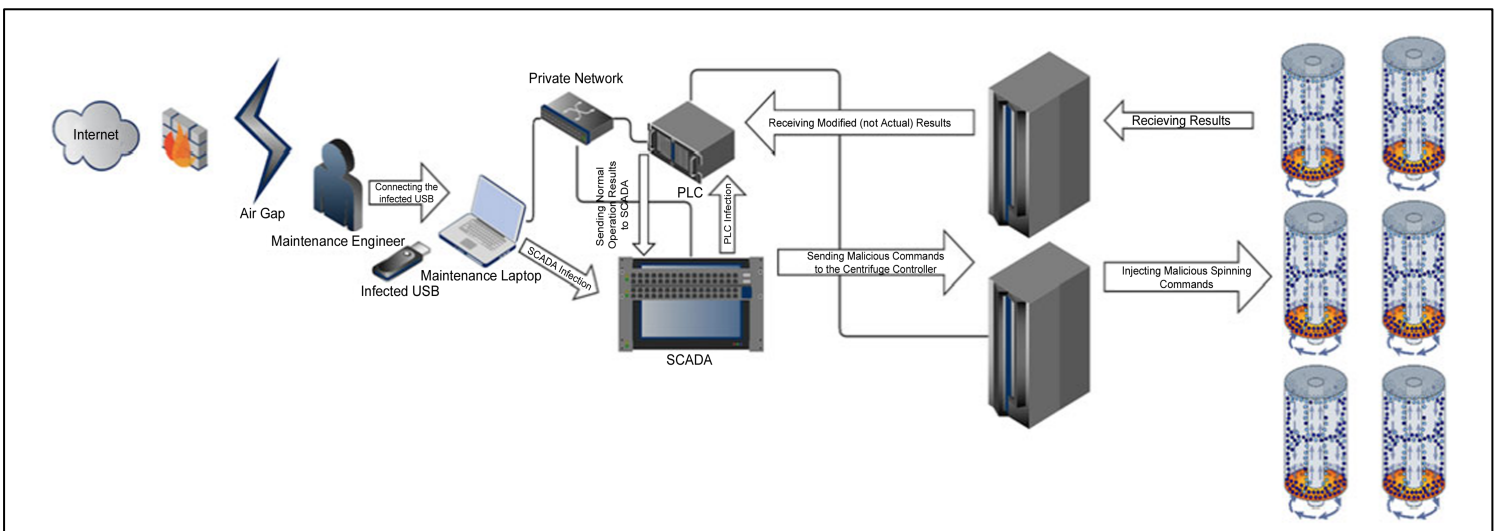 Internet
Air Gap
Maintenance Engineer
Connecting the
infected USB
Infected USB
Maintenance Laptop
SCADA Infection
Private Network
PLC
Sending Normal
Operation Results
to SCADA
PLC Infection
SCADA
Receiving Modified (not Actual) Results
Sending Malicious Commands
to the Centrifuge Controller
Recieving Results
Injecting Malicious Spinning
Commands